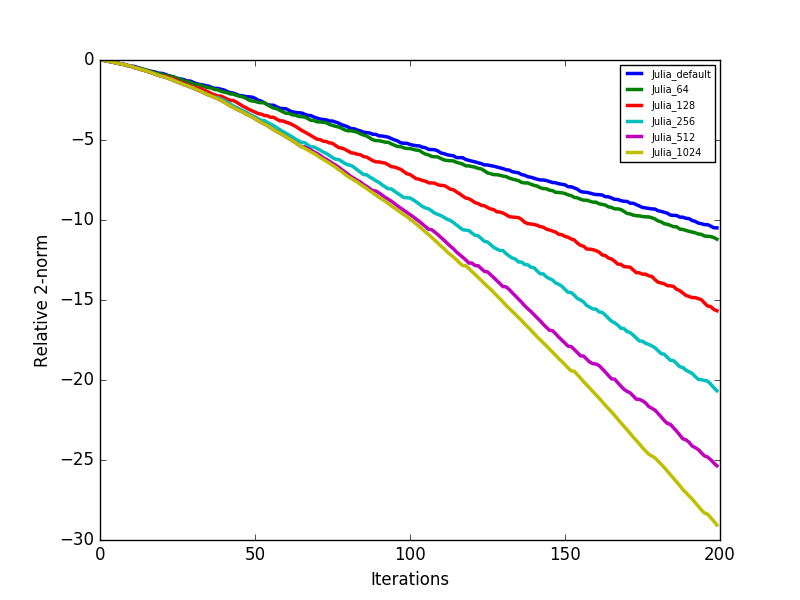 0
−5
−10
−15
−20
−25
−30
Relative 2-norm
0
50
100
150
200
Iterations
Julia_default
Julia_64
Julia_128
Julia_256
Julia_512
Julia_1024